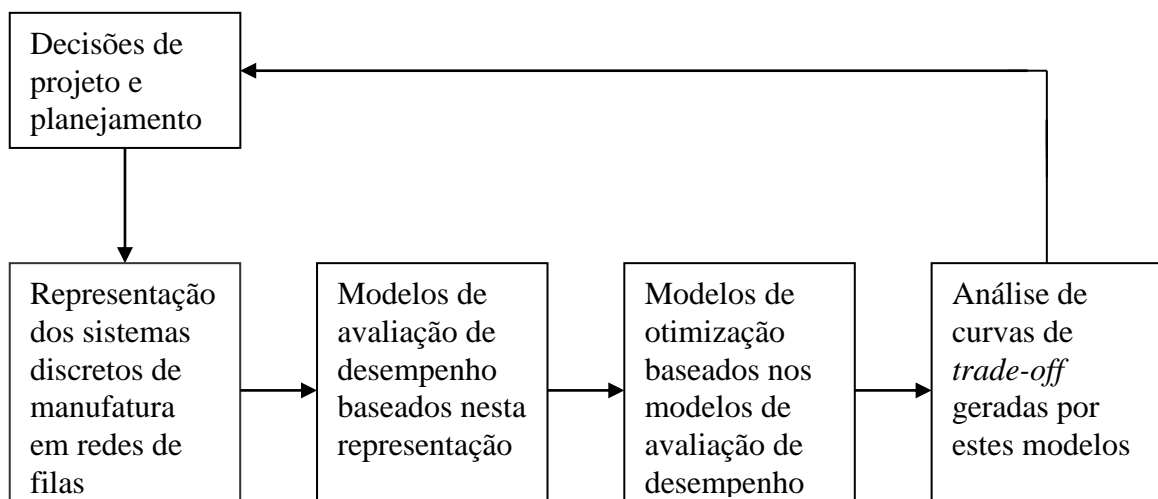 Decisões de
projeto e
planejamento
Representação
dos sistemas
discretos de
manufatura
em redes de
filas
Modelos de
avaliação de
desempenho
baseados nesta
representação
Modelos de
otimização
baseados nos
modelos de
avaliação de
desempenho
Análise de
curvas de
trade-off
geradas por
estes modelos